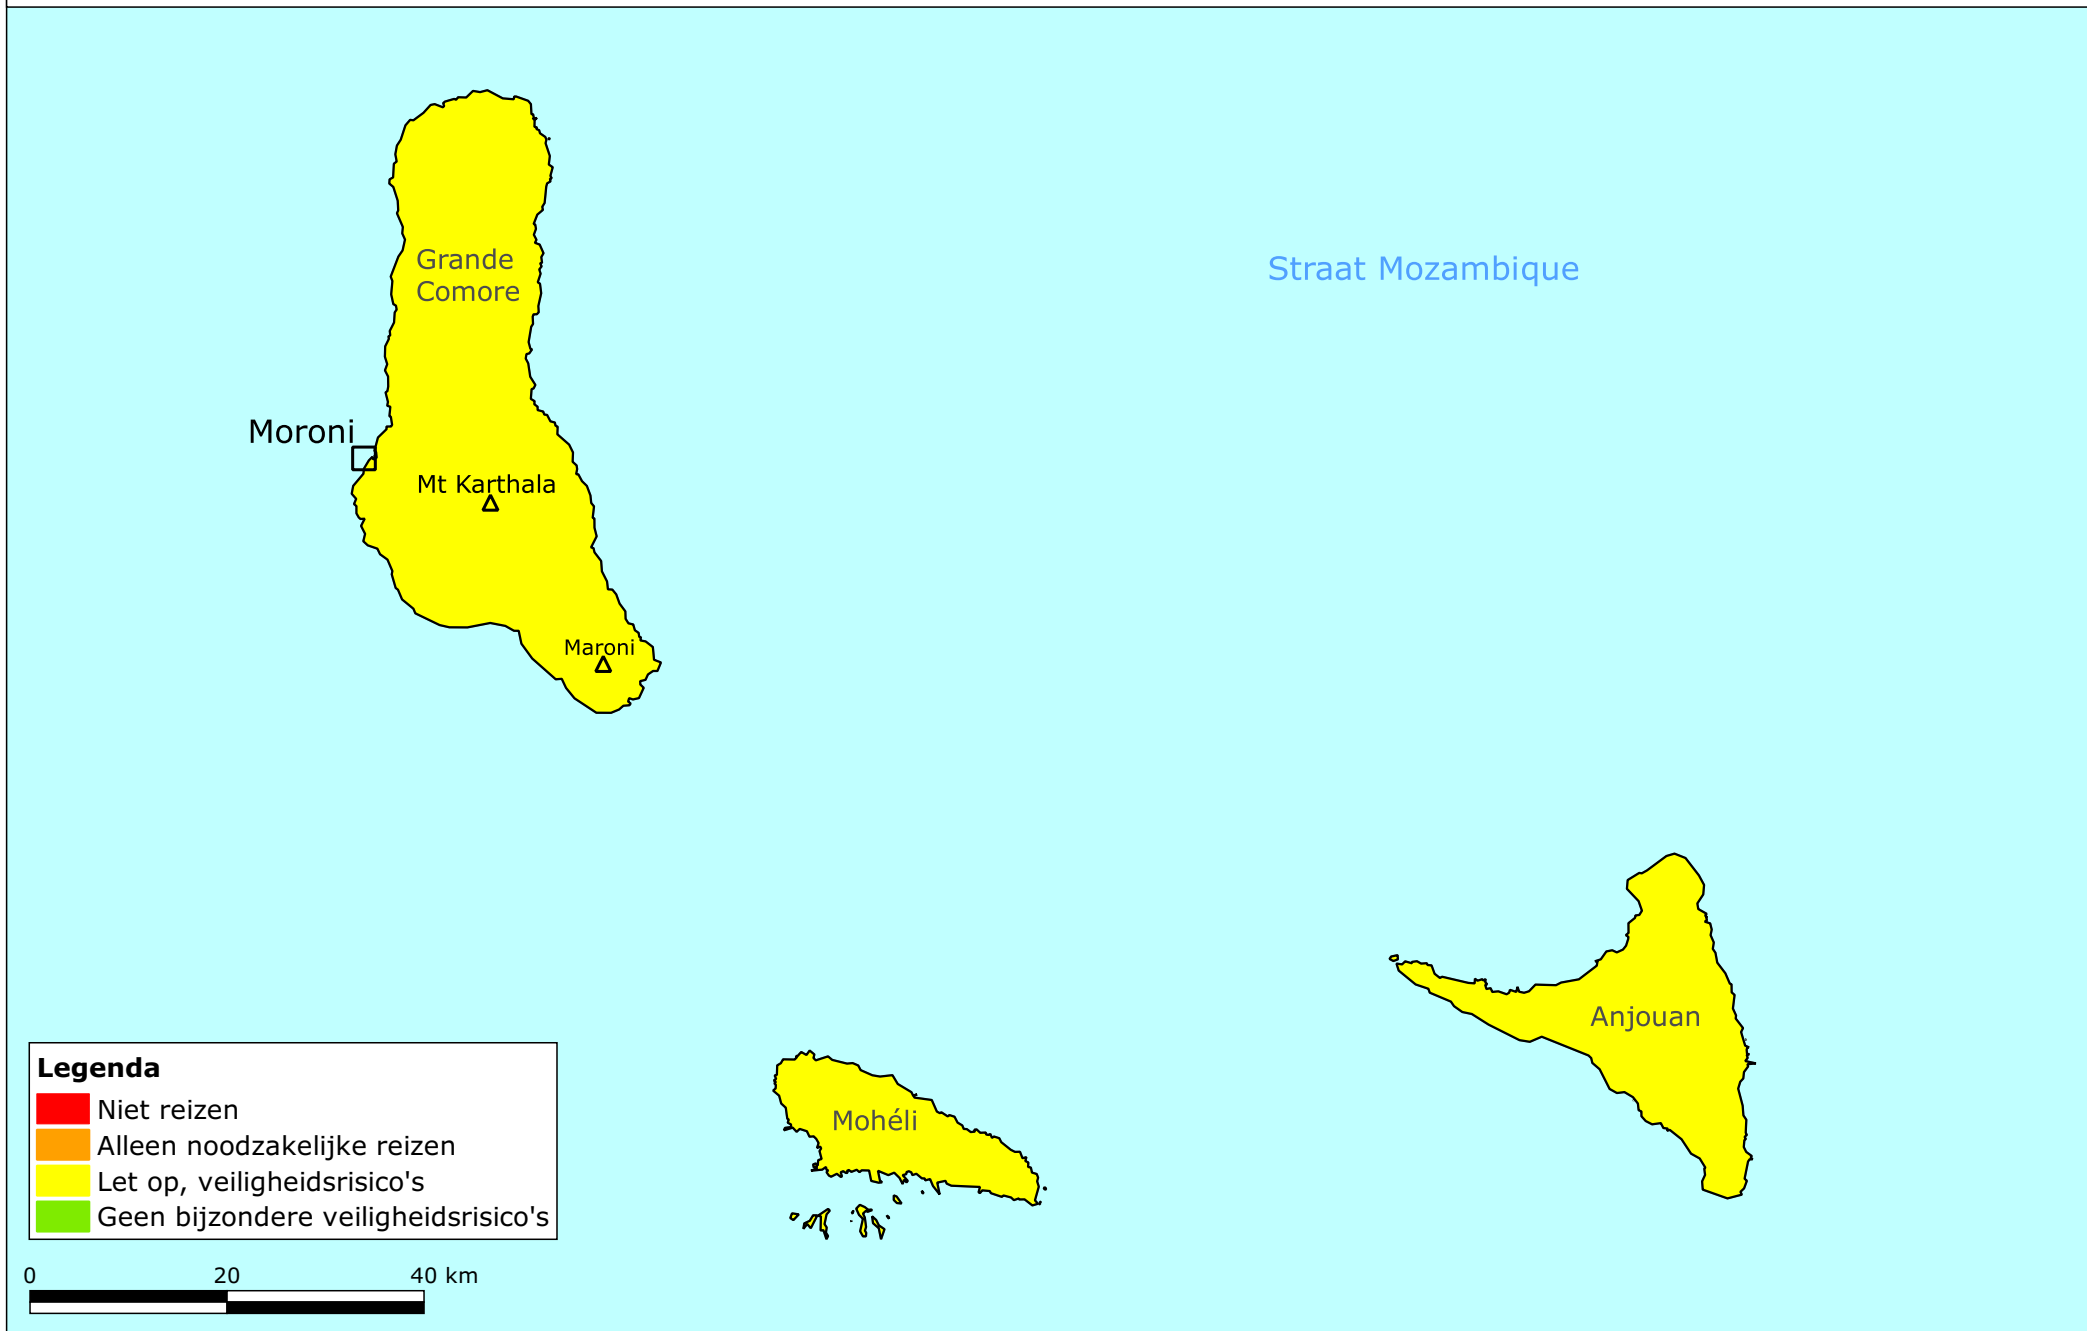 Grande
Comore
Straat Mozambique
Moroni
Mt Karthala
Maroni
Anjouan
Mohéli
Legenda
Niet reizen
Alleen noodzakelijke reizen
Let op, veiligheidsrisico's
Geen bijzondere veiligheidsrisico's
0 20 40 km